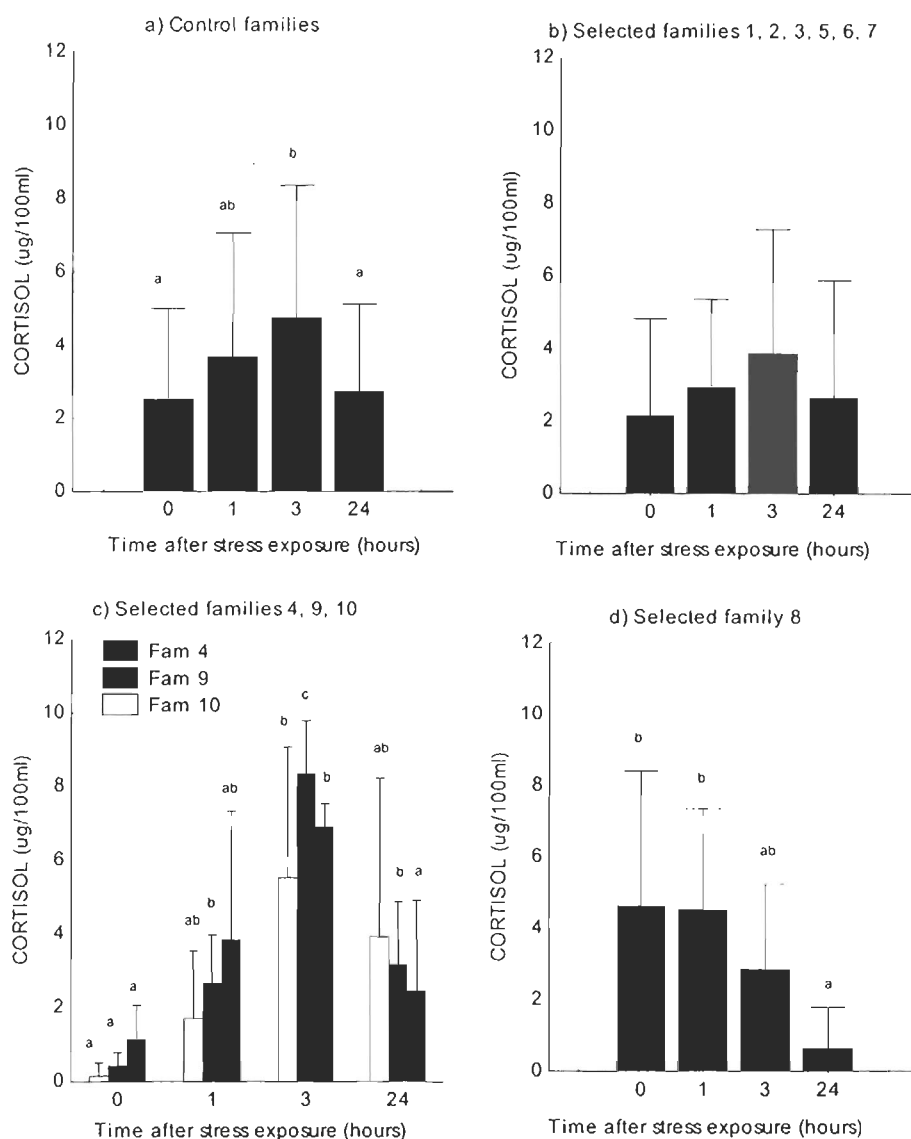 a) Control families
12
10
8
6
4
2
0
CORTISOL (ug/100ml)
a
ab
b
a
0 1 3 24
Time after stress exposure (hours)
b) Selected families 1, 2, 3, 5, 6, 7
12
10
8
6
4
2
0
CORTISOL (ug/100ml)
0 1 3 24
Time after stress exposure (hours)
c) Selected families 4, 9, 10
12
10
8
6
4
2
0
CORTISOL (ug/100ml)
Fam 4
Fam 9
Fam 10
a a a
ab b ab
b c b
ab b a
0 1 3 24
Time after stress exposure (hours)
d) Selected family 8
12
10
8
6
4
2
0
CORTISOL (ug/100ml)
b
b
ab
a
0 1 3 24
Time after stress exposure (hours)